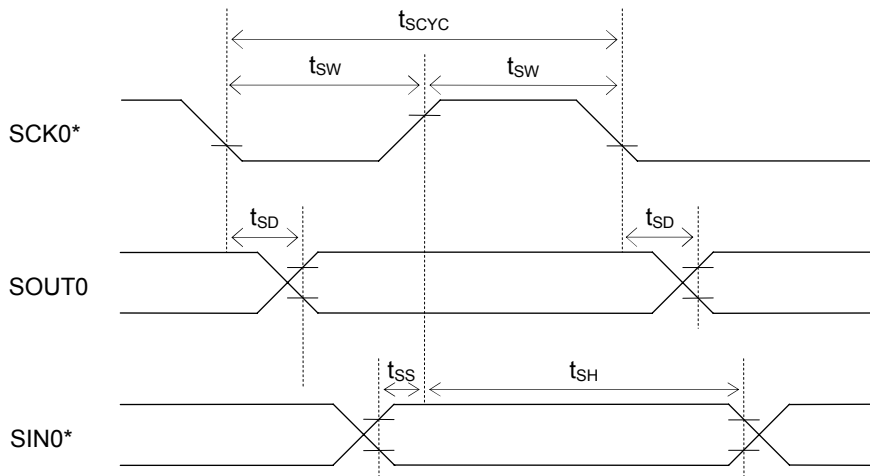 tSCYC
tSW tSW
SCK0*
tSD tSD
SOUT0
tSS tSH
SIN0*